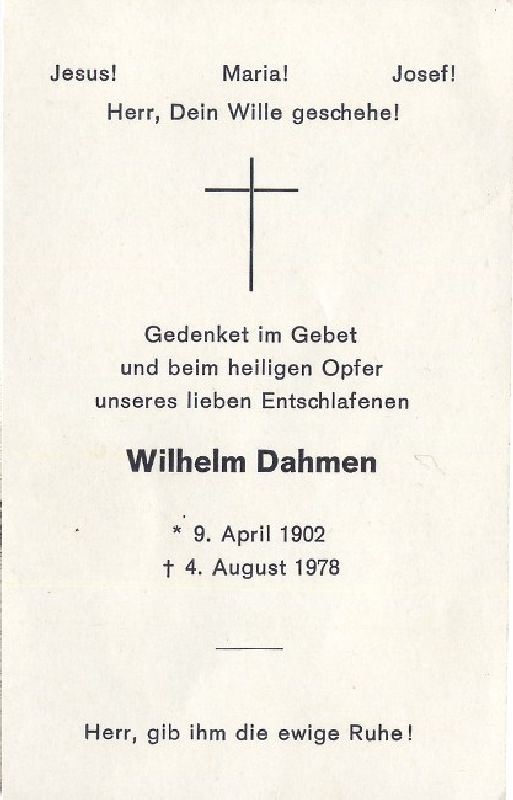 Jesus! Maria! Josef!
Herr, Dein Wille geschehe!
Gedenket im Gebet
und beim heiligen Opfer
unseres lieben Entschlafenen
Wilhelm Dahmen
* 9. April 1902
† 4. August 1978
Herr, gib ihm die ewige Ruhe!